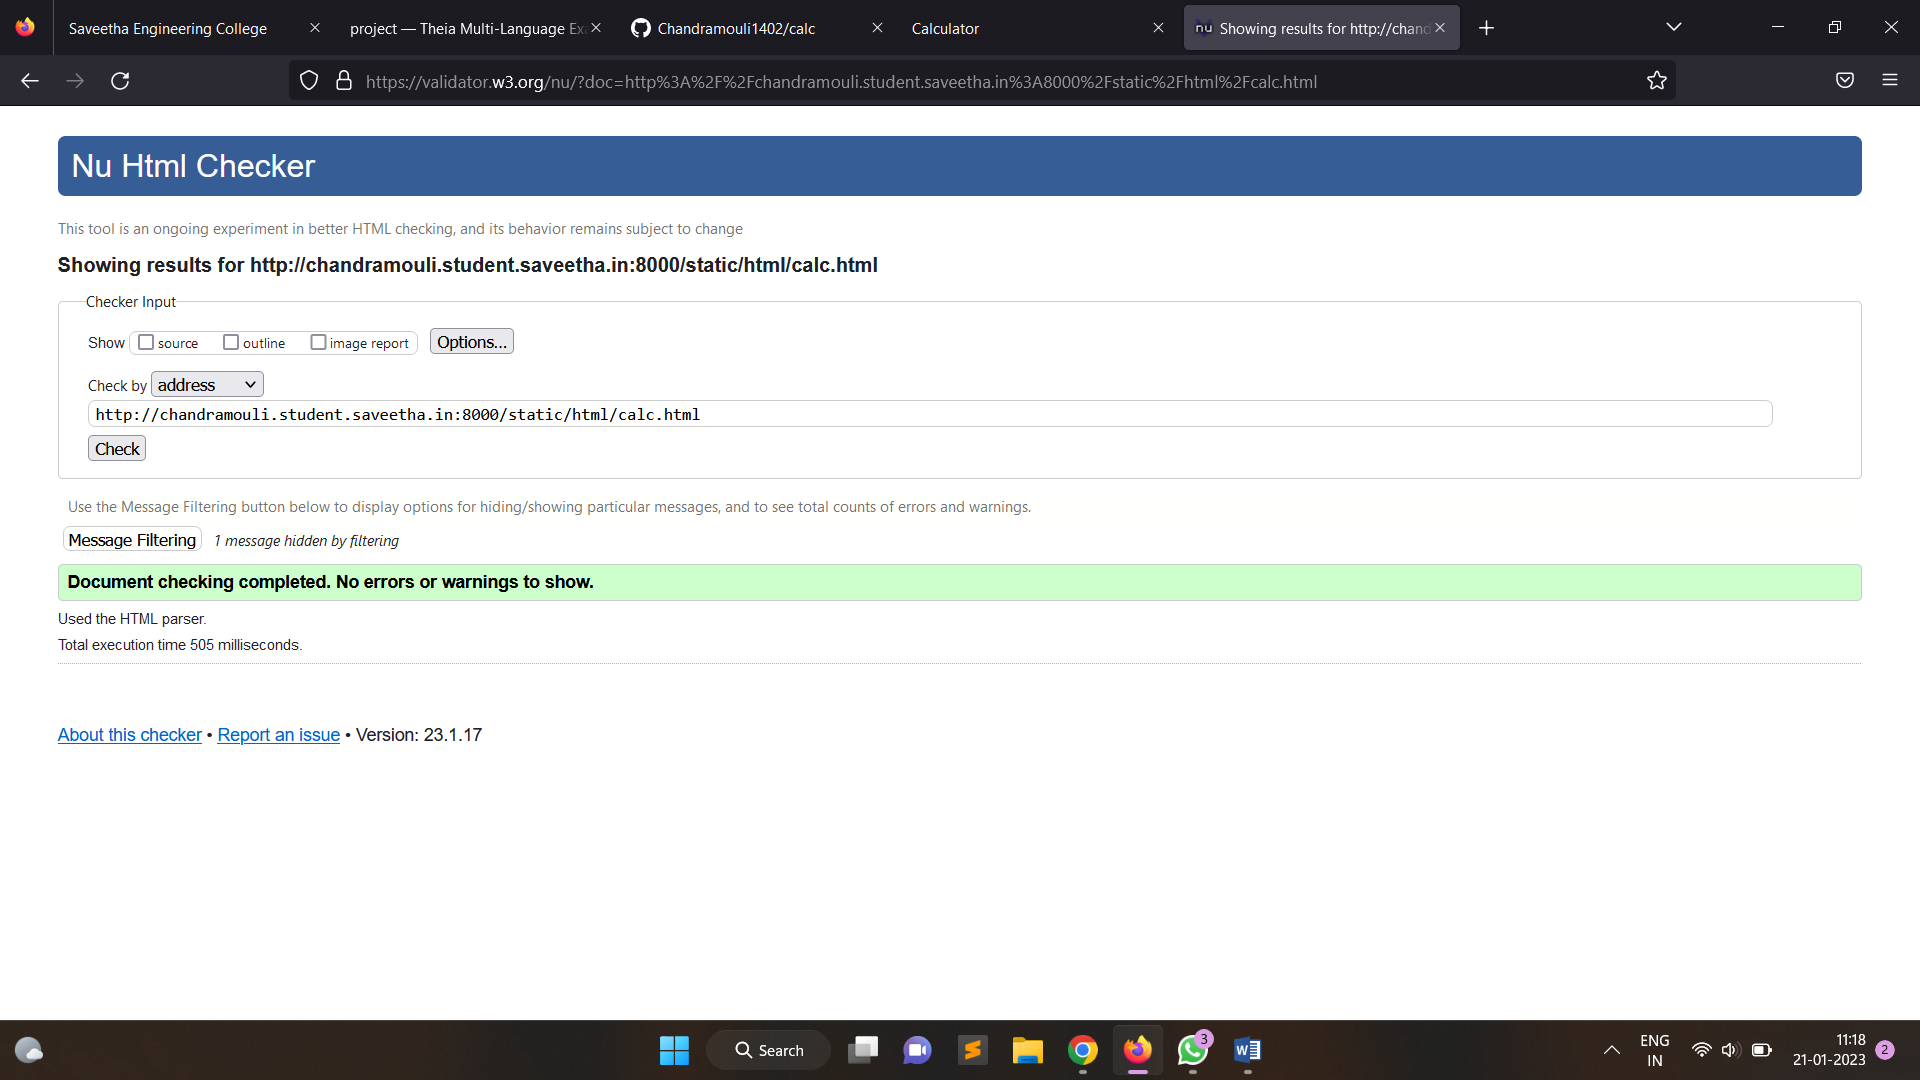 Saveetha Engineering College
project — Theia Multi-Language Exa
Chandramouli1402/calc
Calculator
nu Showing results for http://chand
https://validator.w3.org/nu/?doc=http%3A%2F%2Fchandramouli.student.saveetha.in%3A8000%2Fstatic%2Fhtml%2Fcalc.html
Nu Html Checker
This tool is an ongoing experiment in better HTML checking, and its behavior remains subject to change
Showing results for http://chandramouli.student.saveetha.in:8000/static/html/calc.html
Checker Input
Show source outline image report Options...
Check by address
http://chandramouli.student.saveetha.in:8000/static/html/calc.html
Check
Use the Message Filtering button below to display options for hiding/showing particular messages, and to see total counts of errors and warnings.
Message Filtering 1 message hidden by filtering
Document checking completed. No errors or warnings to show.
Used the HTML parser.
Total execution time 505 milliseconds.
About this checker • Report an issue • Version: 23.1.17
Search
3
W
ENG
IN
11:18
21-01-2023
2